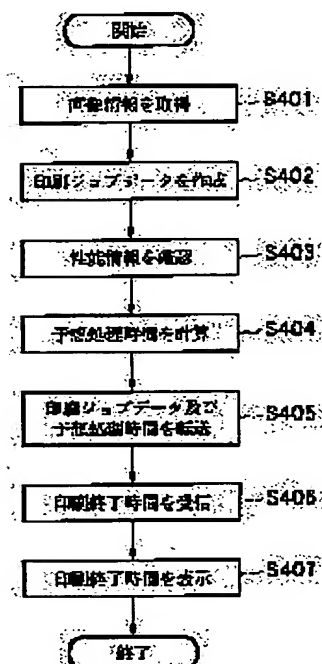 開始
画像情報を取得
S401
印刷ジョブデータを作成
S402
性能情報を確認
S403
予想処理時間を計算
S404
印刷ジョブデータ及び
予想処理時間を転送
S405
印刷終了時間を受信
S406
印刷終了時間を表示
S407
終了